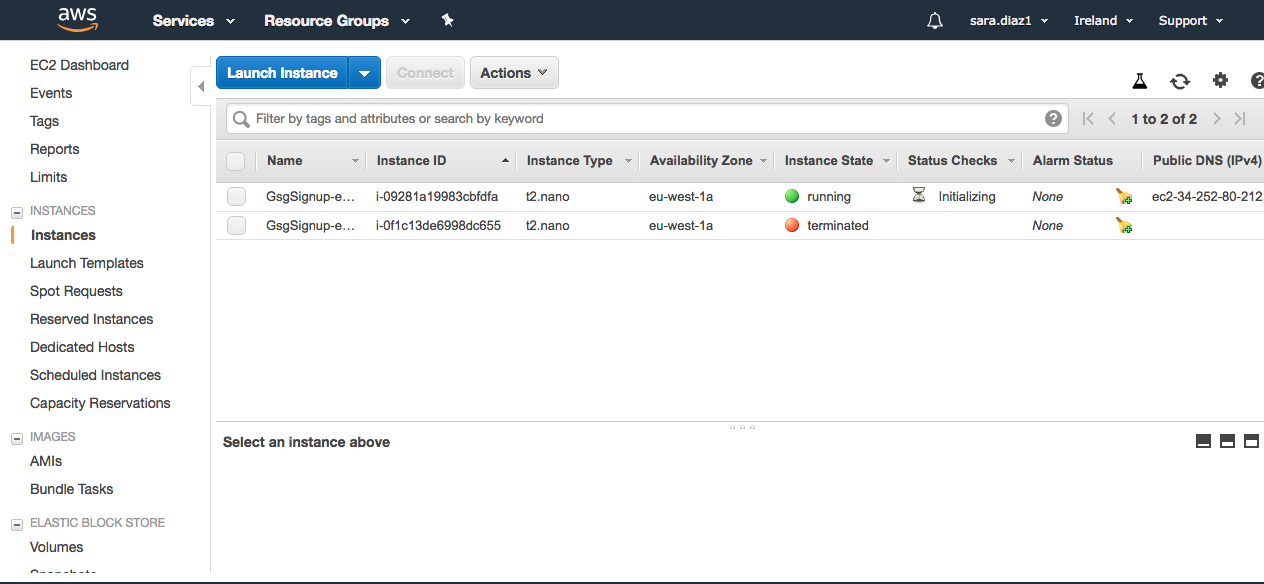 aws Services Resource Groups sara.diaz1 Ireland Support
EC2 Dashboard
Events
Tags
Reports
Limits
INSTANCES
Instances
Launch Templates
Spot Requests
Reserved Instances
Dedicated Hosts
Scheduled Instances
Capacity Reservations
IMAGES
AMIs
Bundle Tasks
ELASTIC BLOCK STORE
Volumes
Snapshots
Launch Instance Connect Actions
Filter by tags and attributes or search by keyword 1 to 2 of 2
Name Instance ID Instance Type Availability Zone Instance State Status Checks Alarm Status Public DNS (IPv4)
GsgSignup-e... i-09281a19983cbfdfa t2.nano eu-west-1a running Initializing None ec2-34-252-80-212
GsgSignup-e... i-0f1c13de6998dc655 t2.nano eu-west-1a terminated None
Select an instance above